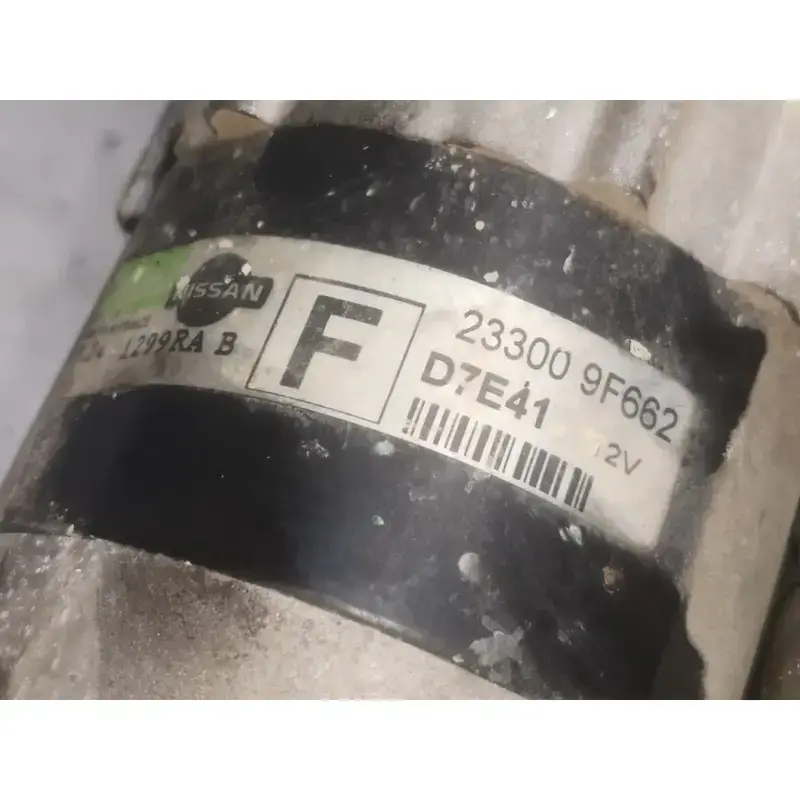 NISSAN
1299RA B
F
23300 9F662
D7E41
12V